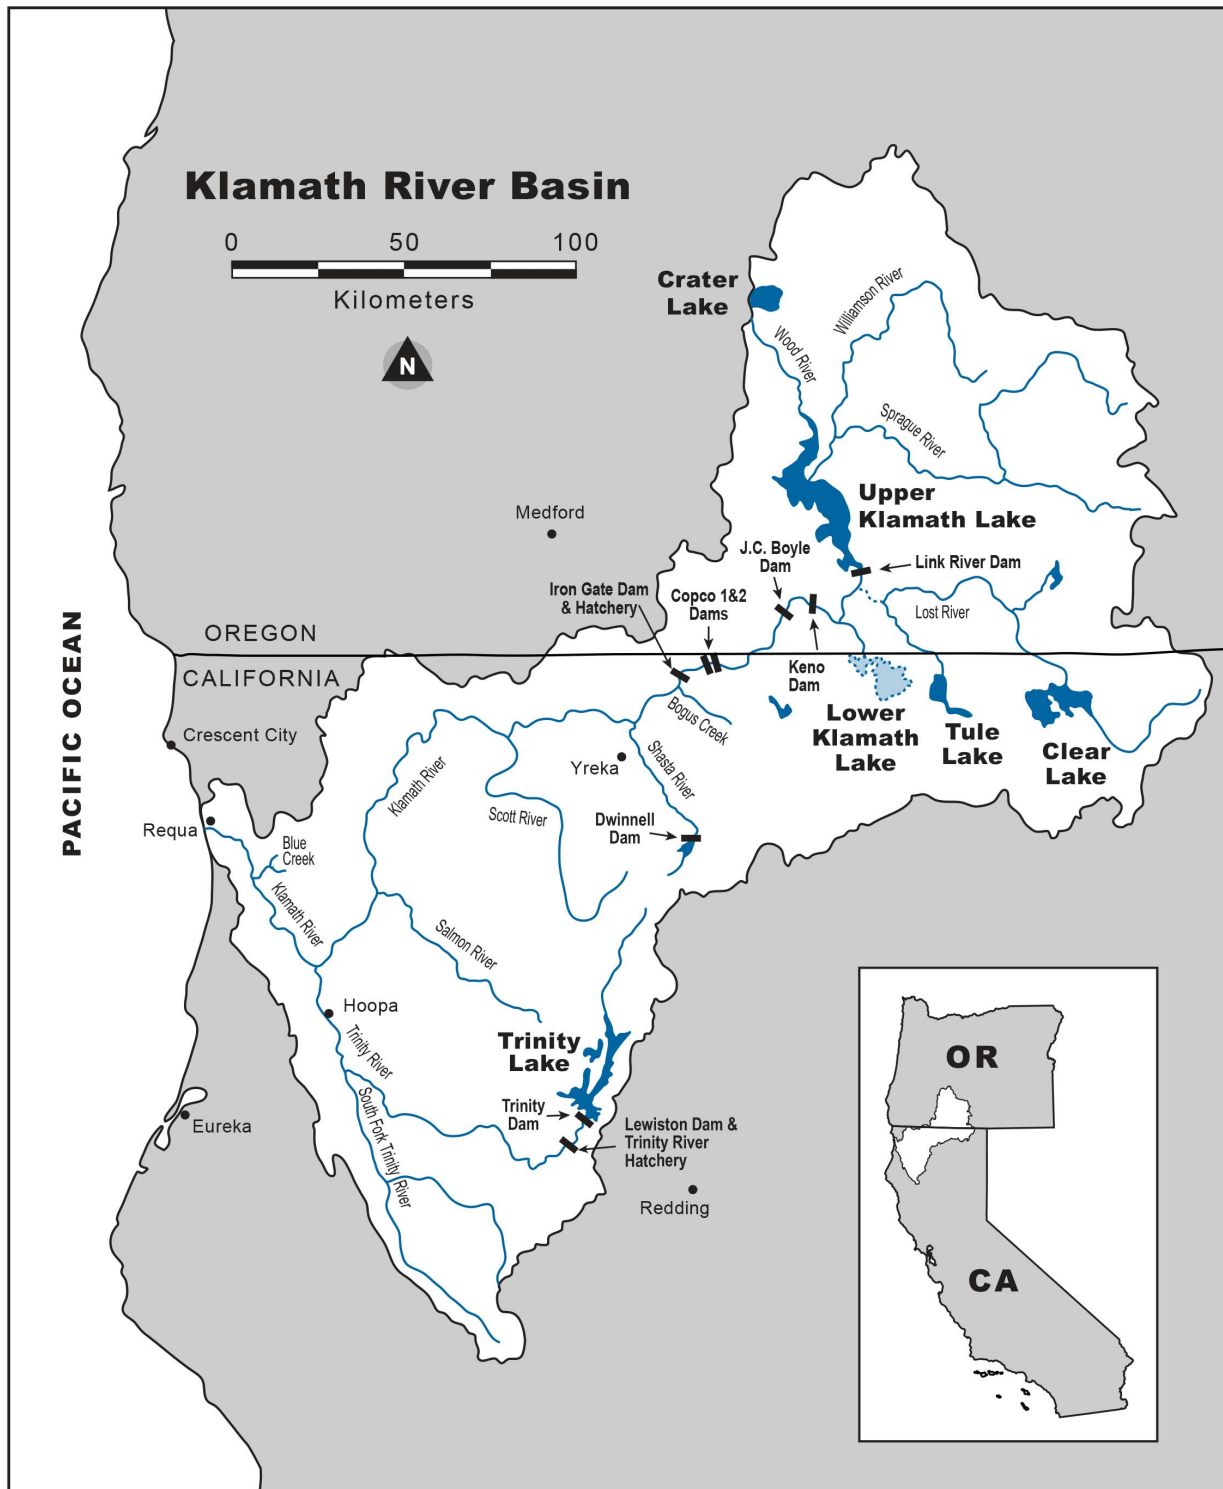 Klamath River Basin
0 50 100
Kilometers
N
Crater
Lake
Williamson River
Wood River
Sprague River
Upper
Klamath Lake
Medford
J.C. Boyle
Dam
Link River Dam
Iron Gate Dam
& Hatchery
Copco 1&2
Dams
Lost River
OREGON
CALIFORNIA
PACIFIC OCEAN
Keno
Dam
Bogus Creek
Lower
Klamath
Lake
Tule
Lake
Clear
Lake
Crescent City
Yreka
Shasta River
Klamath River
Scott River
Dwinnell
Dam
Requa
Blue
Creek
Klamath River
Salmon River
Hoopa
Trinity River
Trinity
Lake
South Fork Trinity River
Trinity
Dam
Lewiston Dam &
Trinity River
Hatchery
Eureka
Redding
OR
CA